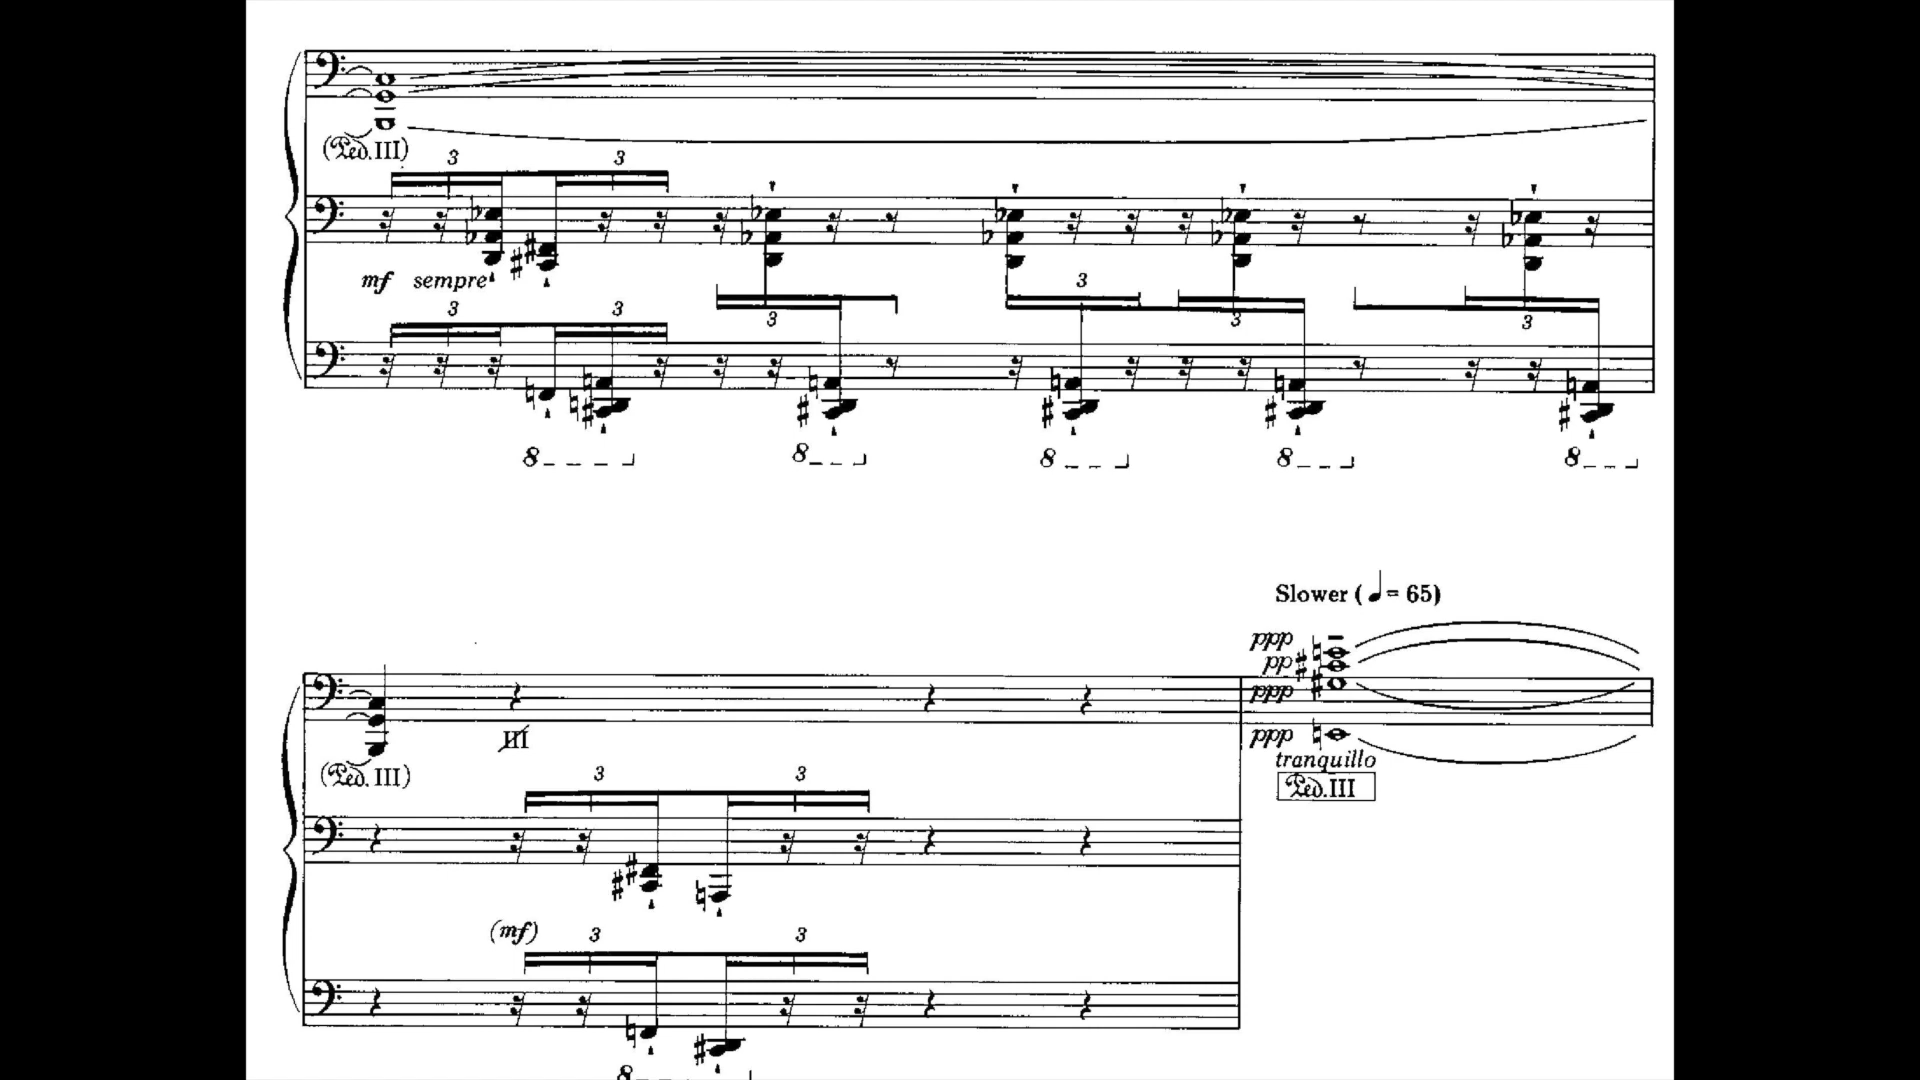 (Ped.III)
3 3
mf sempre
3 3 3 3 3 3
8 8 8 8 8
Slower (♩= 65)
ppp
pp
ppp
III
ppp
tranquillo
(Ped.III) Ped.III
3 3
(mf) 3 3
8